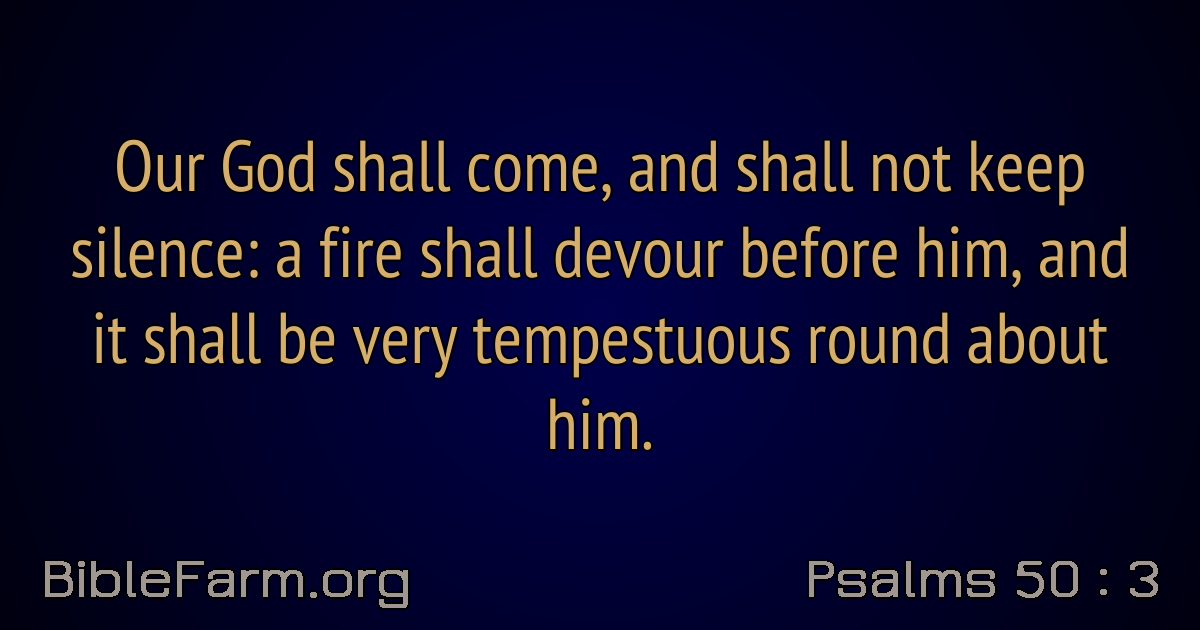 Our God shall come, and shall not keep
silence: a fire shall devour before him, and
it shall be very tempestuous round about
him.
BibleFarm.org
Psalms 50 : 3